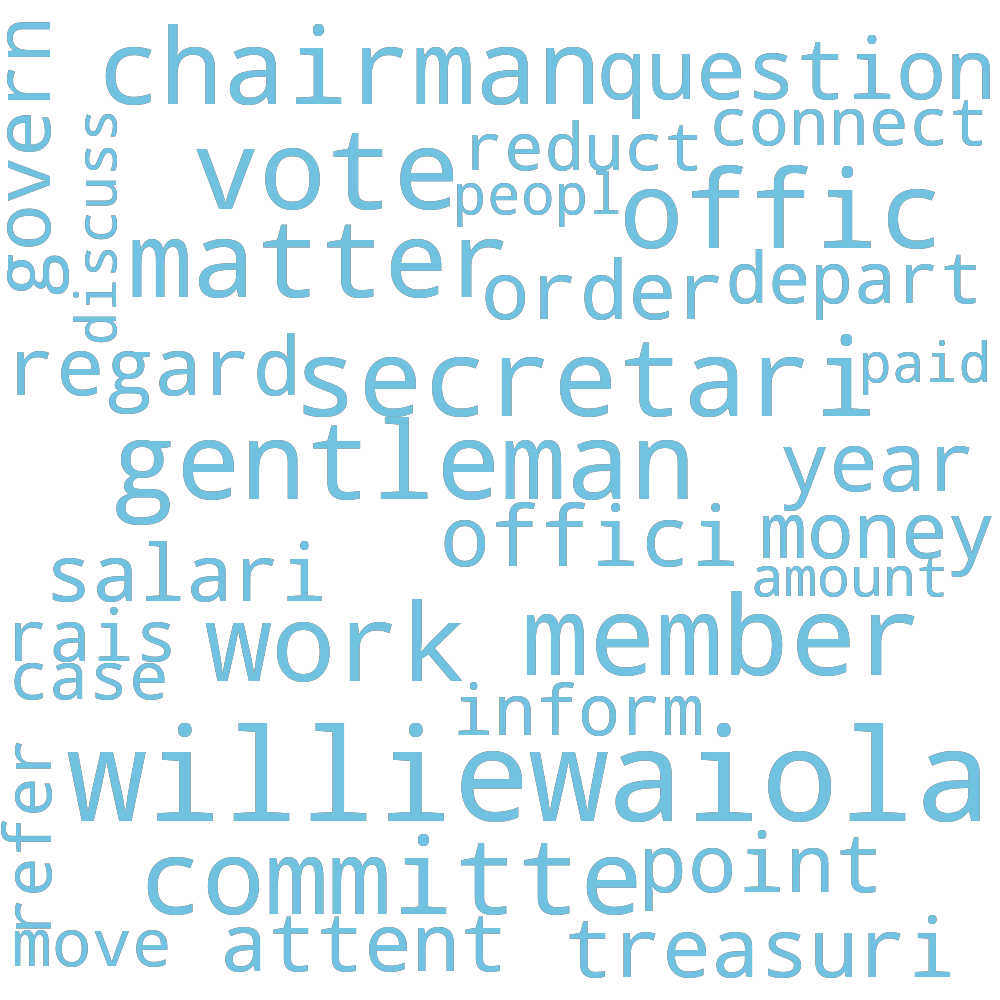 govern
chairman
question
discuss
connect
vote
reduct
peopl
offic
matter
order
depart
regard
secretari
paid
gentleman
year
offici
money
amount
salari
rais
work
member
case
inform
refer
williewaiola
committe
point
move
attent
treasuri